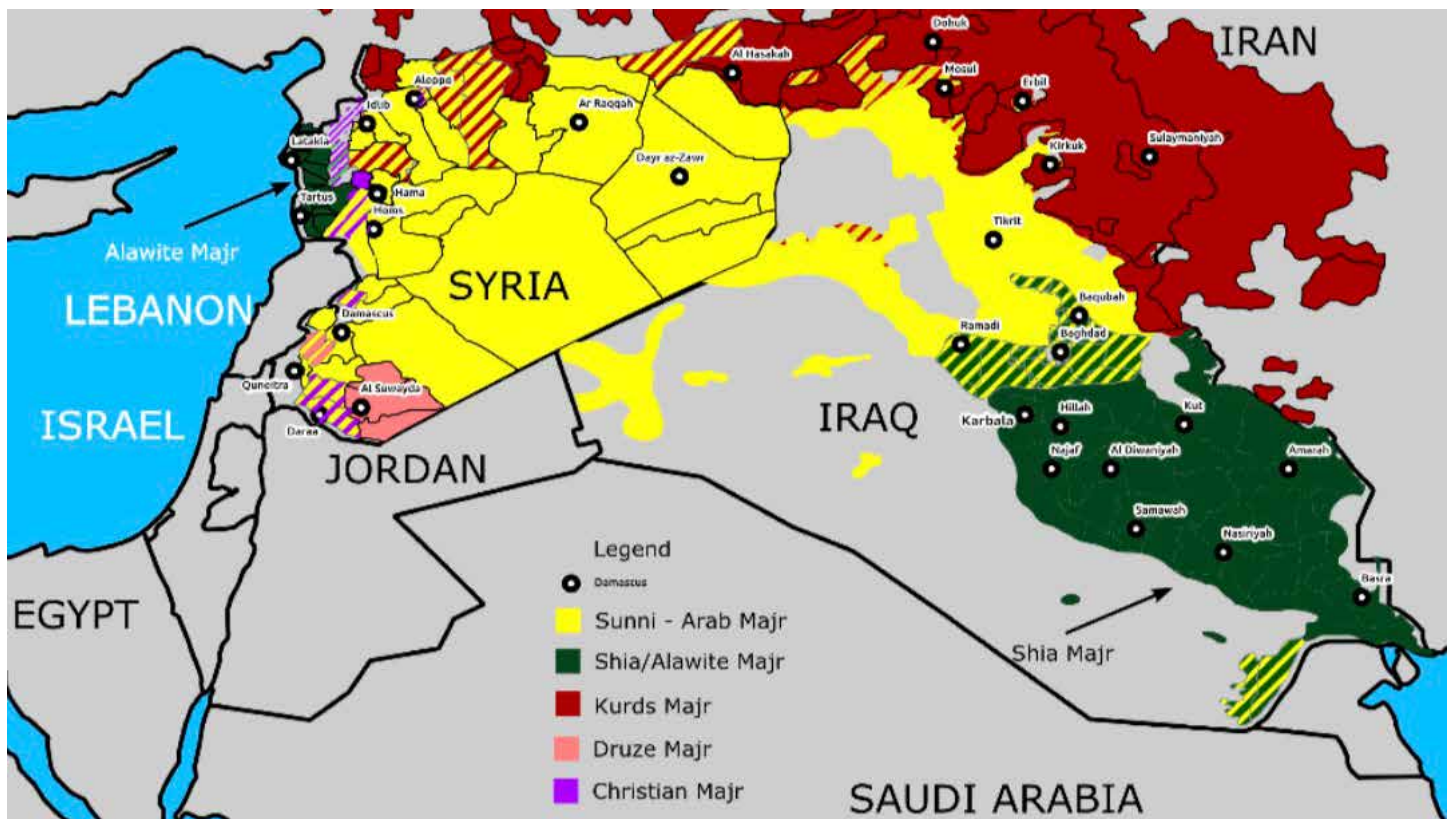 Dohuk
IRAN
Al Hasakah
Mosul
Erbil
Aleppo
Idlib
Ar Raqqah
Latakia
Kirkuk
Sulaymaniyah
Dayr az-Zawr
Hama
Tartus
Homs
Tikrit
Alawite Majr
SYRIA
LEBANON
Baqubah
Damascus
Ramadi
Baghdad
Quneitra
Al Suwayda
ISRAEL
Daraa
IRAQ
Karbala
Hillah
Kut
JORDAN
Najaf
Al Diwaniyah
Amarah
Samawah
Nasiriyah
Legend
Damascus
Basra
EGYPT
Sunni - Arab Majr
Shia/Alawite Majr
Shia Majr
Kurds Majr
Druze Majr
Christian Majr
SAUDI ARABIA